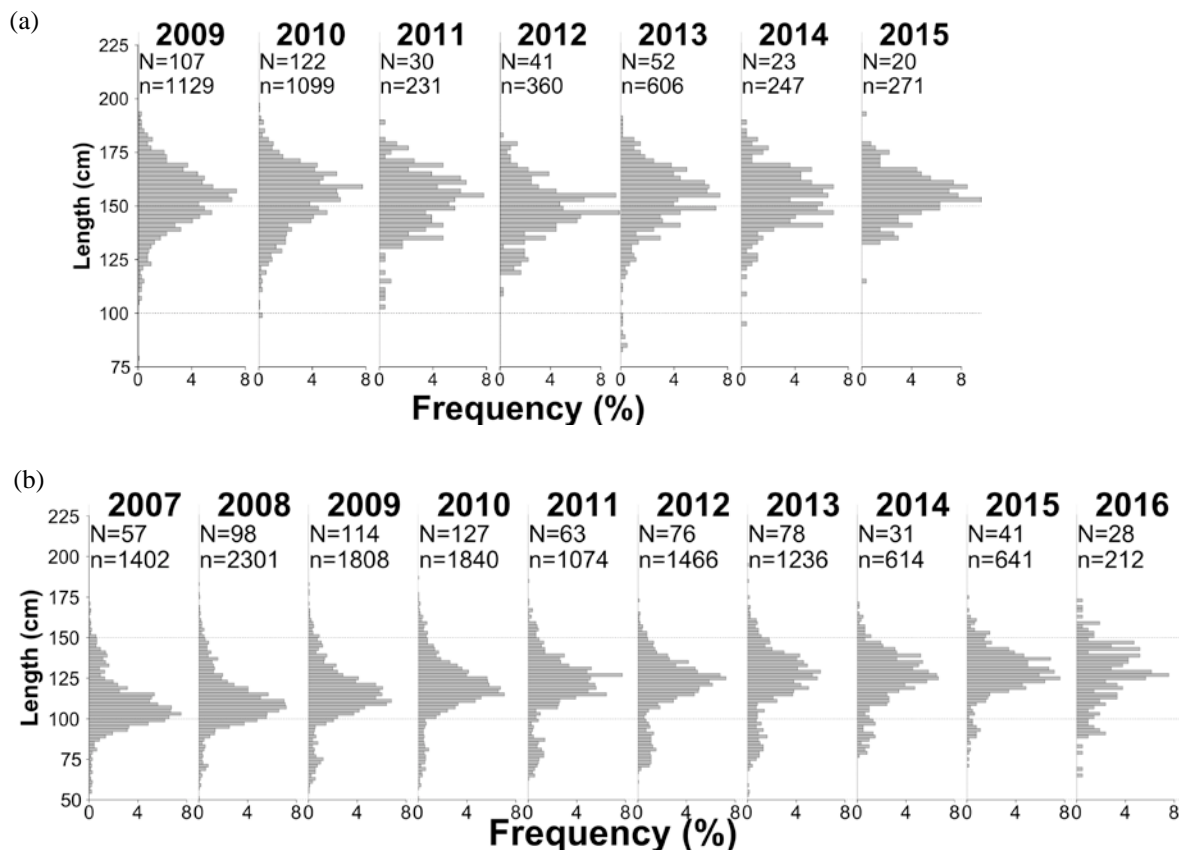 (a)
2009 2010 2011 2012 2013 2014 2015
N=107 N=122 N=30 N=41 N=52 N=23 N=20
n=1129 n=1099 n=231 n=360 n=606 n=247 n=271
225
200
175
150
125
100
75
Length (cm)
0 4 8 0 4 8 0 4 8 0 4 8 0 4 8 0 4 8 0 4 8
Frequency (%)
(b)
2007 2008 2009 2010 2011 2012 2013 2014 2015 2016
N=57 N=98 N=114 N=127 N=63 N=76 N=78 N=31 N=41 N=28
n=1402 n=2301 n=1808 n=1840 n=1074 n=1466 n=1236 n=614 n=641 n=212
225
200
175
150
125
100
75
50
Length (cm)
0 4 8 0 4 8 0 4 8 0 4 8 0 4 8 0 4 8 0 4 8 0 4 8 0 4 8 0 4 8
Frequency (%)